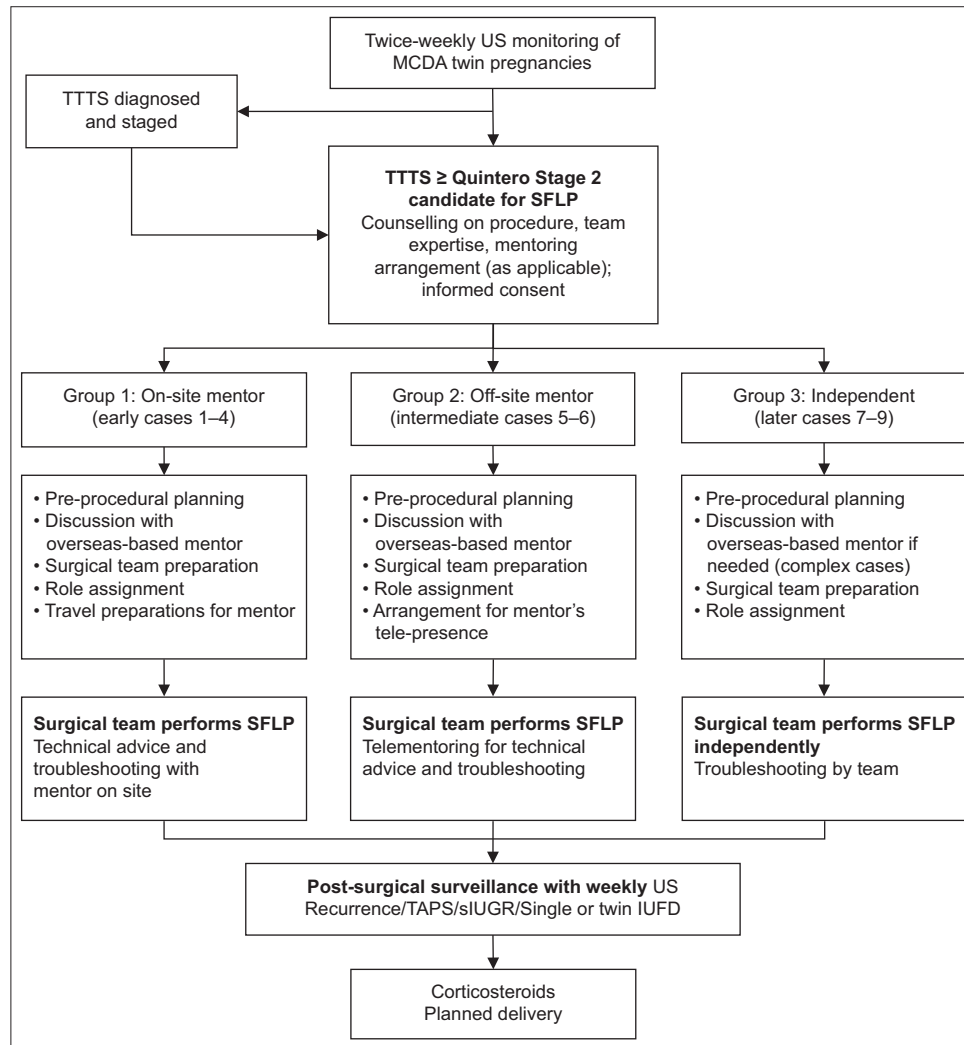 Twice-weekly US monitoring of
MCDA twin pregnancies
TTTS diagnosed
and staged
TTTS ≥ Quintero Stage 2
candidate for SFLP
Counselling on procedure, team
expertise, mentoring
arrangement (as applicable);
informed consent
Group 1: On-site mentor
(early cases 1–4)
Group 2: Off-site mentor
(intermediate cases 5–6)
Group 3: Independent
(later cases 7–9)
• Pre-procedural planning
• Discussion with
overseas-based mentor
• Surgical team preparation
• Role assignment
• Travel preparations for mentor
• Pre-procedural planning
• Discussion with
overseas-based mentor
• Surgical team preparation
• Role assignment
• Arrangement for mentor’s
tele-presence
• Pre-procedural planning
• Discussion with
overseas-based mentor if
needed (complex cases)
• Surgical team preparation
• Role assignment
Surgical team performs SFLP
Technical advice and
troubleshooting with
mentor on site
Surgical team performs SFLP
Telementoring for technical
advice and troubleshooting
Surgical team performs SFLP
independently
Troubleshooting by team
Post-surgical surveillance with weekly US
Recurrence/TAPS/sIUGR/Single or twin IUFD
Corticosteroids
Planned delivery